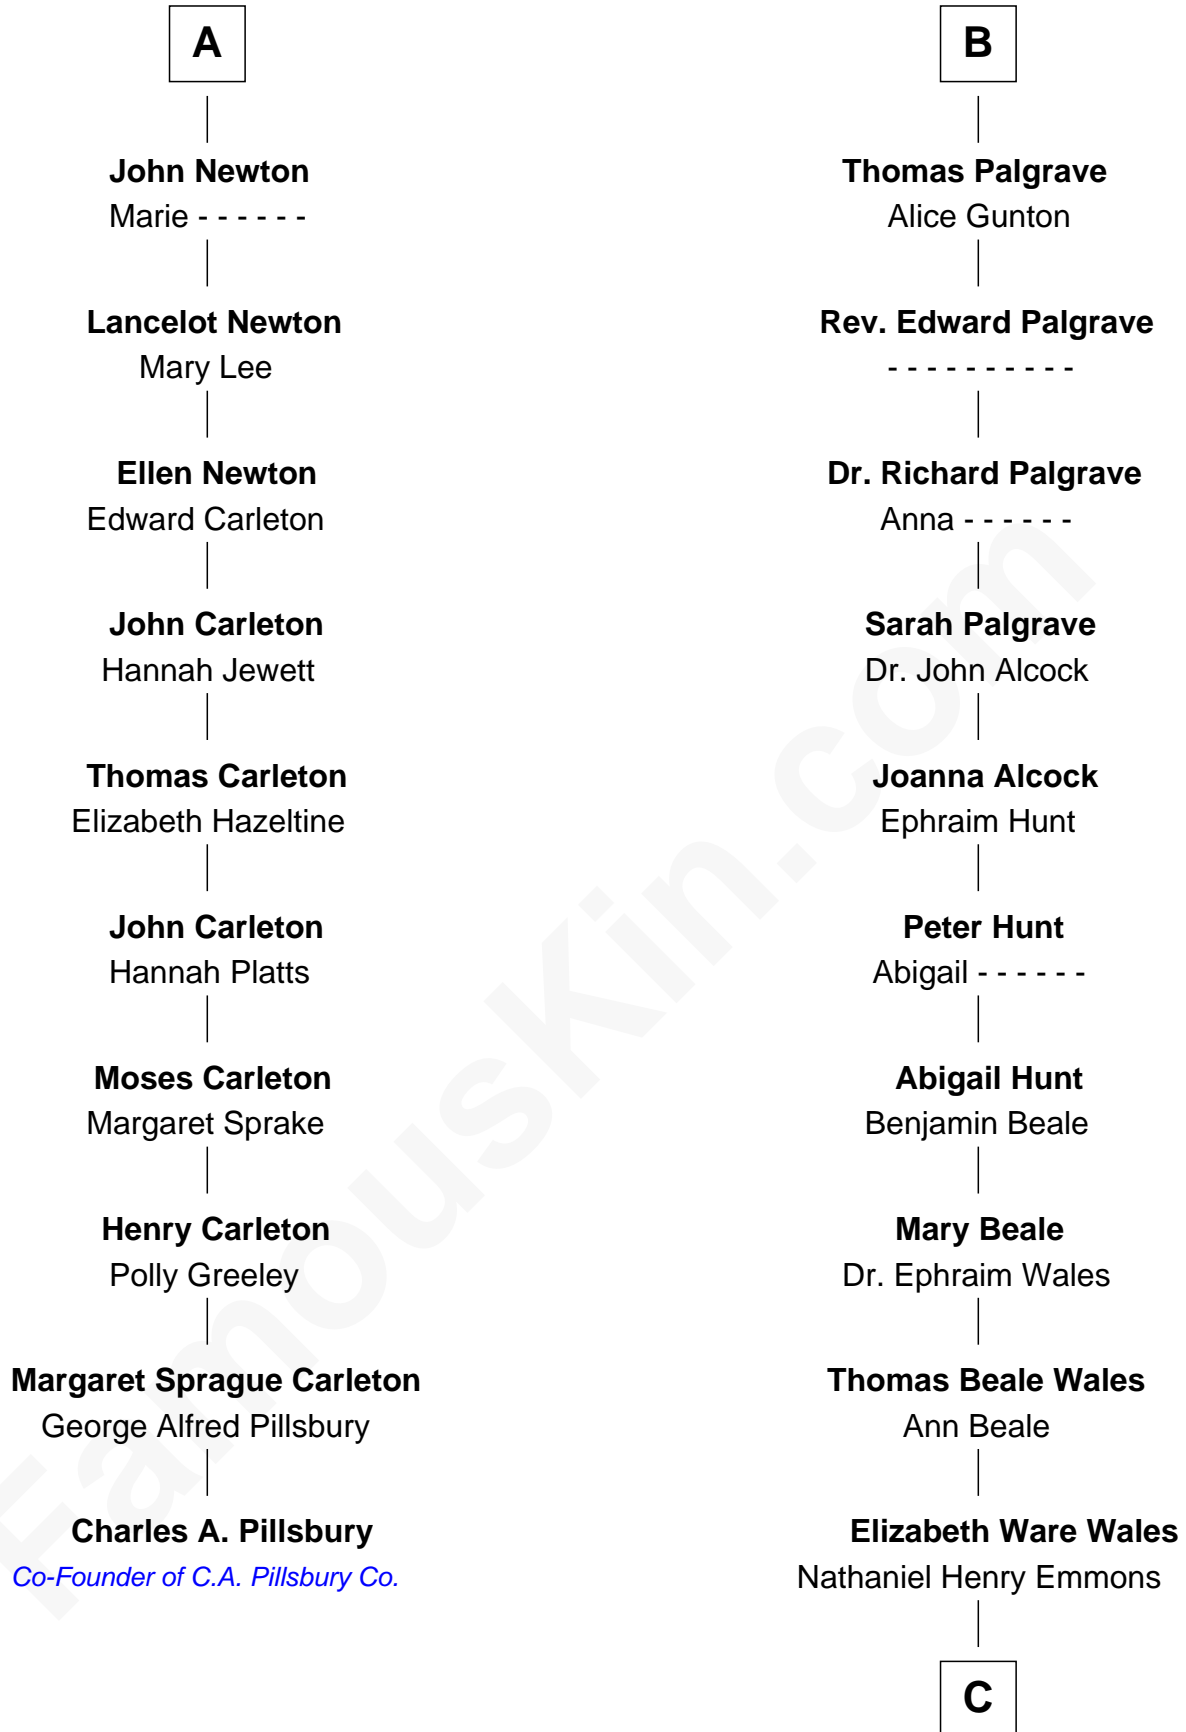 A
John Newton
Marie - - - - - -
Lancelot Newton
Mary Lee
Ellen Newton
Edward Carleton
John Carleton
Hannah Jewett
Thomas Carleton
Elizabeth Hazeltine
John Carleton
Hannah Platts
Moses Carleton
Margaret Sprake
Henry Carleton
Polly Greeley
Margaret Sprague Carleton
George Alfred Pillsbury
Charles A. Pillsbury
Co-Founder of C.A. Pillsbury Co.
B
Thomas Palgrave
Alice Gunton
Rev. Edward Palgrave
- - - - - - - - - -
Dr. Richard Palgrave
Anna - - - - - -
Sarah Palgrave
Dr. John Alcock
Joanna Alcock
Ephraim Hunt
Peter Hunt
Abigail - - - - - -
Abigail Hunt
Benjamin Beale
Mary Beale
Dr. Ephraim Wales
Thomas Beale Wales
Ann Beale
Elizabeth Ware Wales
Nathaniel Henry Emmons
C
FamousKin.com